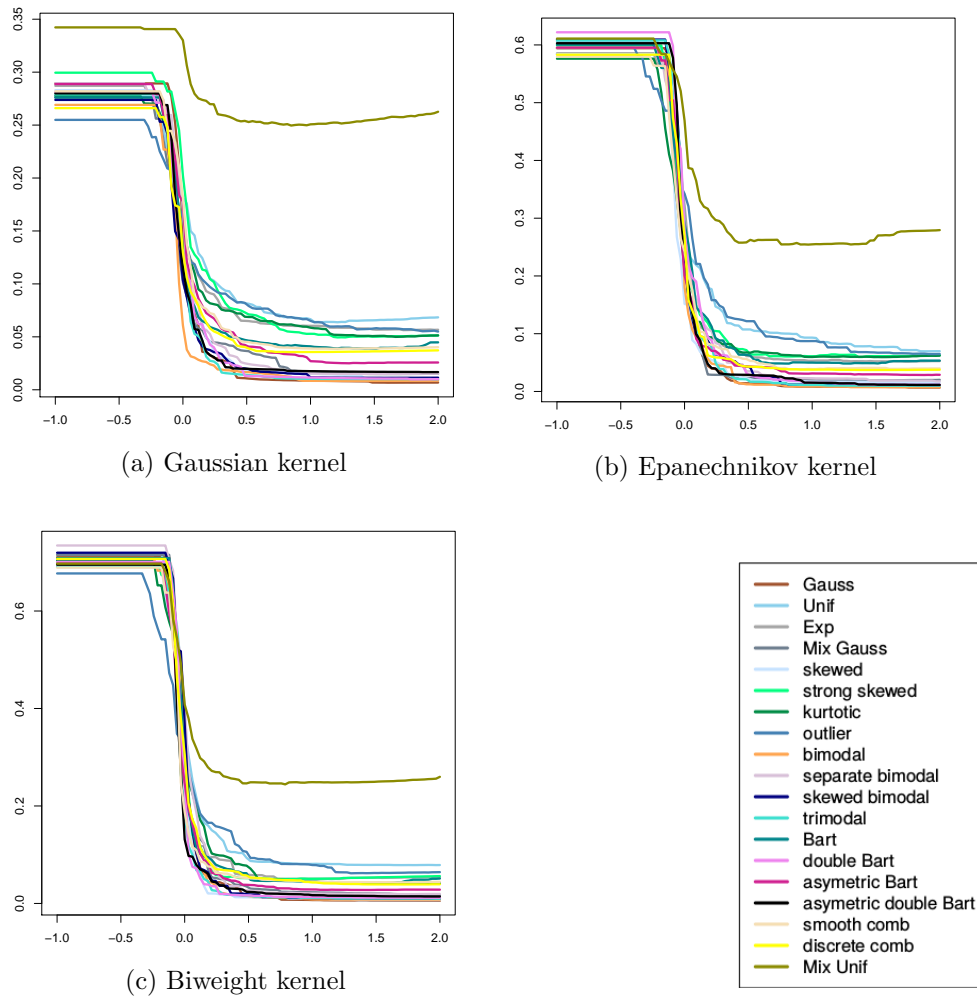 0.00 0.05 0.10 0.15 0.20 0.25 0.30 0.35
−1.0 −0.5 0.0 0.5 1.0 1.5 2.0
(a) Gaussian kernel
0.0 0.1 0.2 0.3 0.4 0.5 0.6
−1.0 −0.5 0.0 0.5 1.0 1.5 2.0
(b) Epanechnikov kernel
0.0 0.2 0.4 0.6
−1.0 −0.5 0.0 0.5 1.0 1.5 2.0
(c) Biweight kernel
Gauss
Unif
Exp
Mix Gauss
skewed
strong skewed
kurtotic
outlier
bimodal
separate bimodal
skewed bimodal
trimodal
Bart
double Bart
asymetric Bart
asymetric double Bart
smooth comb
discrete comb
Mix Unif